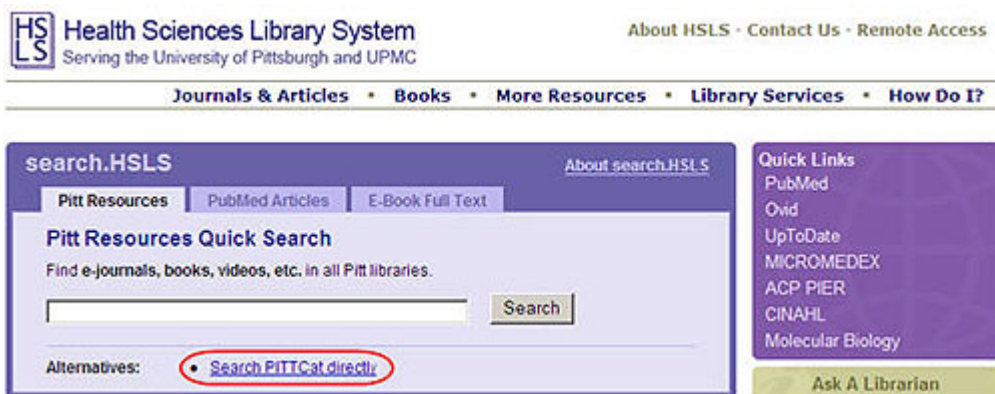 HSLS Health Sciences Library System
Serving the University of Pittsburgh and UPMC
About HSLS - Contact Us - Remote Access
Journals & Articles • Books • More Resources • Library Services • How Do I?
search.HSLS
About search.HSLS
Pitt Resources PubMed Articles E-Book Full Text
Pitt Resources Quick Search
Find e-journals, books, videos, etc. in all Pitt libraries.
Search
Alternatives: • Search PITTCat directly
Quick Links
PubMed
Ovid
UpToDate
MICROMEDEX
ACP PIER
CINAHL
Molecular Biology
Ask A Librarian